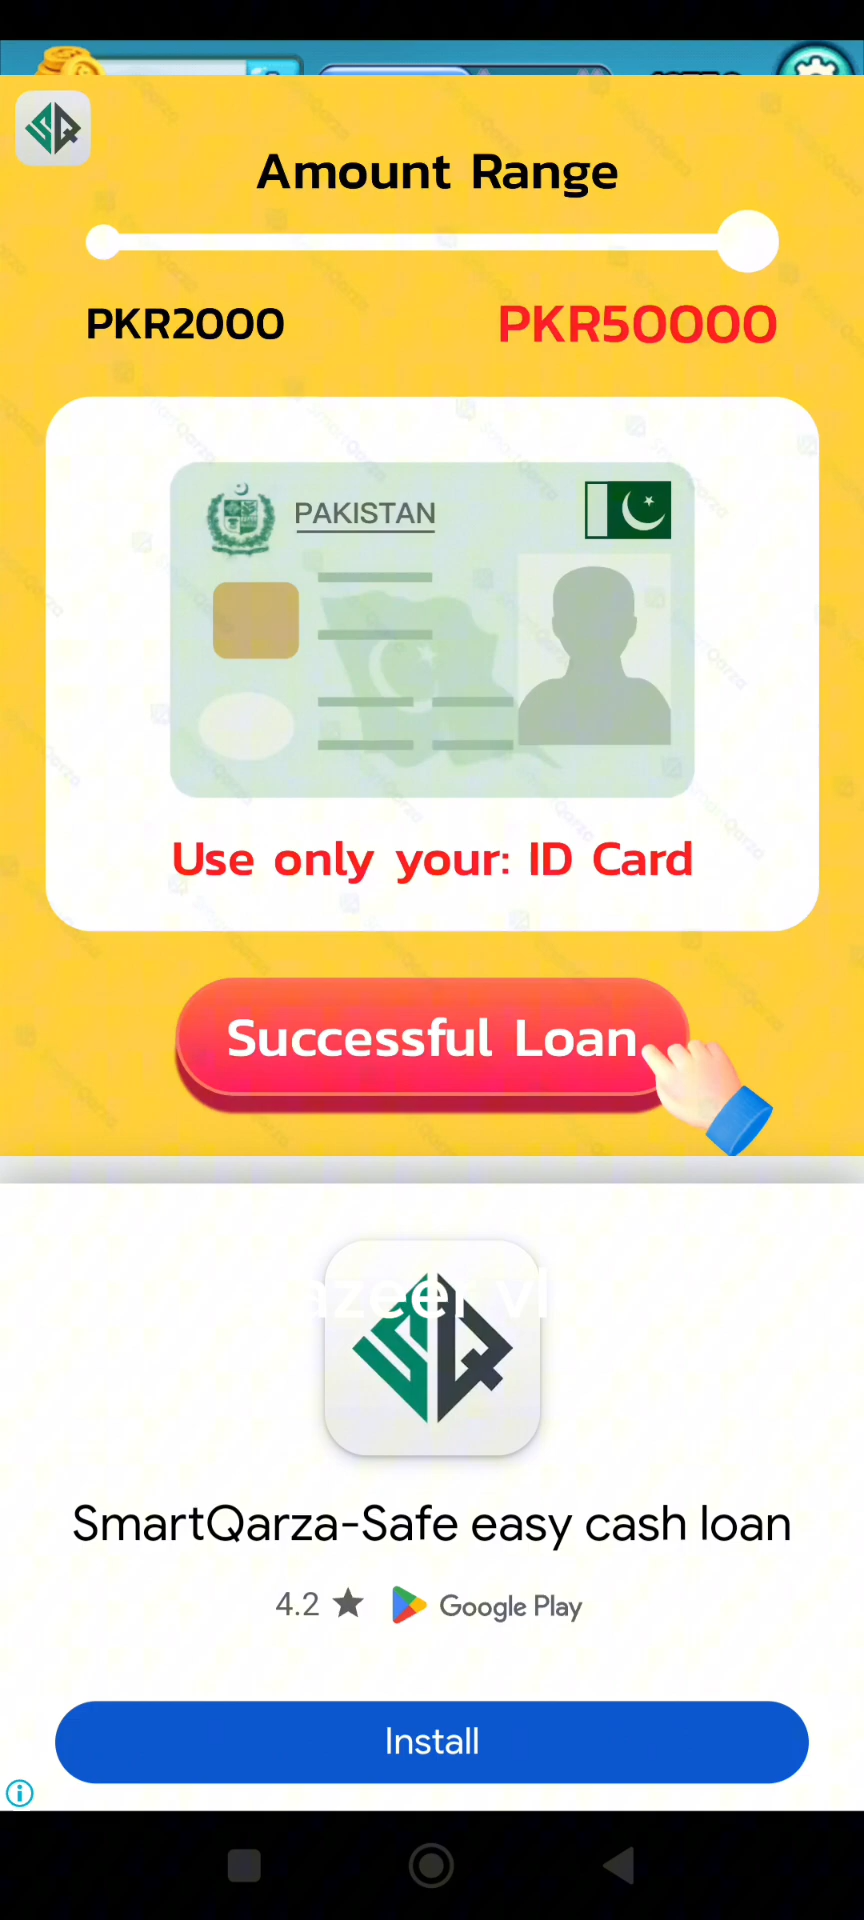 Amount Range
PKR2000
PKR50000
PAKISTAN
Use only your: ID Card
Successful Loan
SmartQarza-Safe easy cash loan
4.2 ★ Google Play
Install